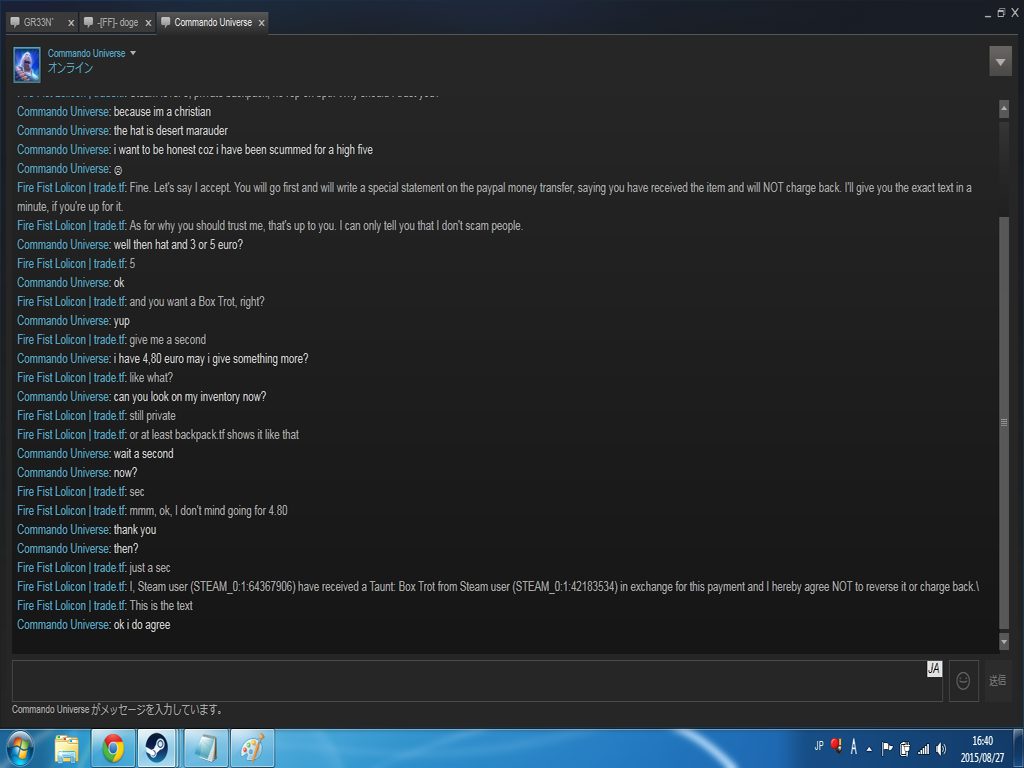 GR33N`
-[FF]- doge
Commando Universe
Commando Universe
オンライン
Commando Universe: because im a christian
Commando Universe: the hat is desert marauder
Commando Universe: i want to be honest coz i have been scummed for a high five
Commando Universe:
Fire Fist Lolicon | trade.tf: Fine. Let's say I accept. You will go first and will write a special statement on the paypal money transfer, saying you have received the item and will NOT charge back. I'll give you the exact text in a
minute, if you're up for it.
Fire Fist Lolicon | trade.tf: As for why you should trust me, that's up to you. I can only tell you that I don't scam people.
Commando Universe: well then hat and 3 or 5 euro?
Fire Fist Lolicon | trade.tf: 5
Commando Universe: ok
Fire Fist Lolicon | trade.tf: and you want a Box Trot, right?
Commando Universe: yup
Fire Fist Lolicon | trade.tf: give me a second
Commando Universe: i have 4,80 euro may i give something more?
Fire Fist Lolicon | trade.tf: like what?
Commando Universe: can you look on my inventory now?
Fire Fist Lolicon | trade.tf: still private
Fire Fist Lolicon | trade.tf: or at least backpack.tf shows it like that
Commando Universe: wait a second
Commando Universe: now?
Fire Fist Lolicon | trade.tf: sec
Fire Fist Lolicon | trade.tf: mmm, ok, I don't mind going for 4.80
Commando Universe: thank you
Commando Universe: then?
Fire Fist Lolicon | trade.tf: just a sec
Fire Fist Lolicon | trade.tf: I, Steam user (STEAM_0:1:64367906) have received a Taunt: Box Trot from Steam user (STEAM_0:1:42183534) in exchange for this payment and I hereby agree NOT to reverse it or charge back.\
Fire Fist Lolicon | trade.tf: This is the text
Commando Universe: ok i do agree
JA
送信
Commando Universe がメッセージを入力しています。
JP
A
16:40
2015/08/27